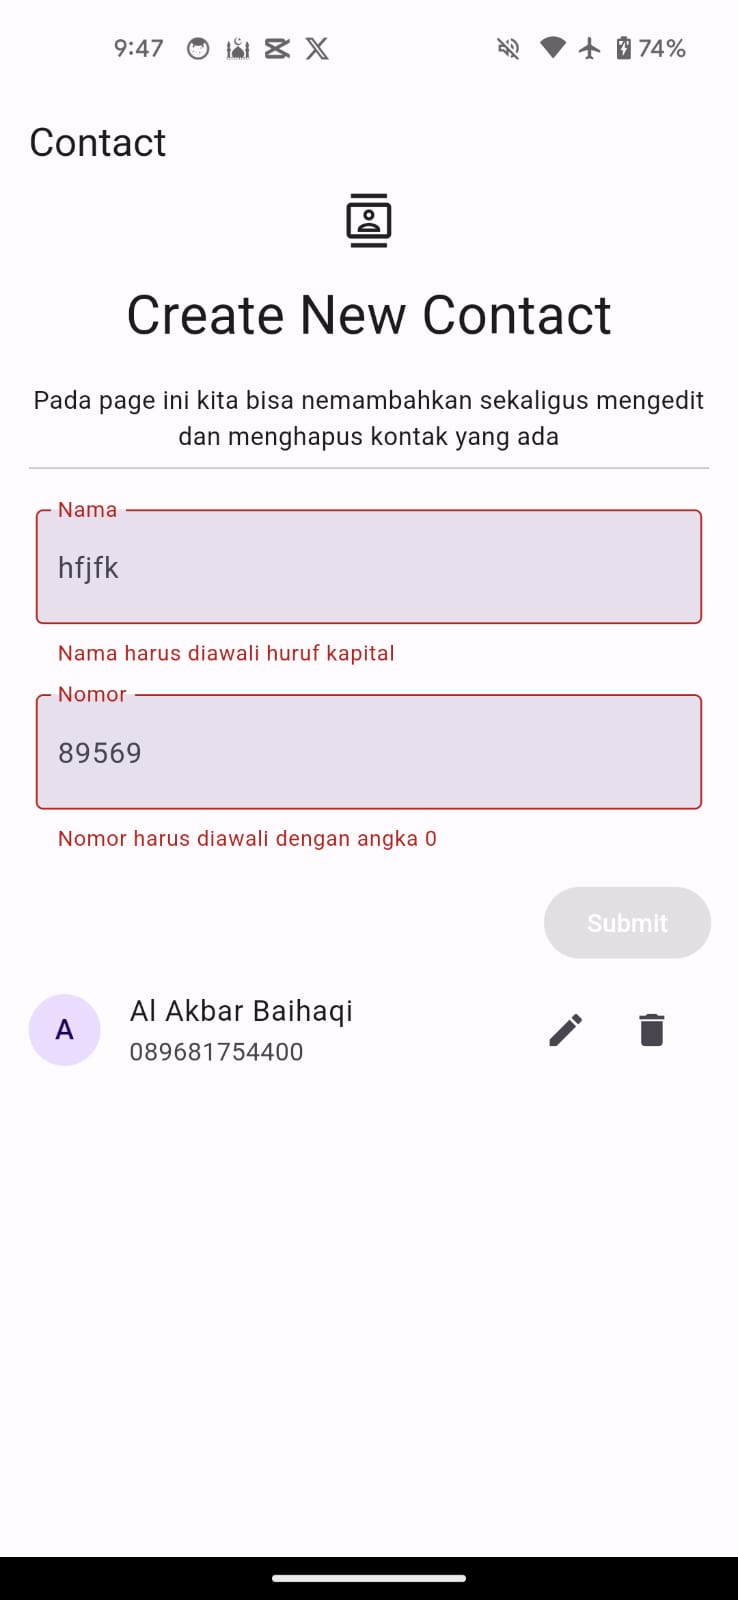 9:47
74%
Contact
Create New Contact
Pada page ini kita bisa nemambahkan sekaligus mengedit
dan menghapus kontak yang ada
Nama
hfjfk
Nama harus diawali huruf kapital
Nomor
89569
Nomor harus diawali dengan angka 0
Submit
A
Al Akbar Baihaqi
089681754400